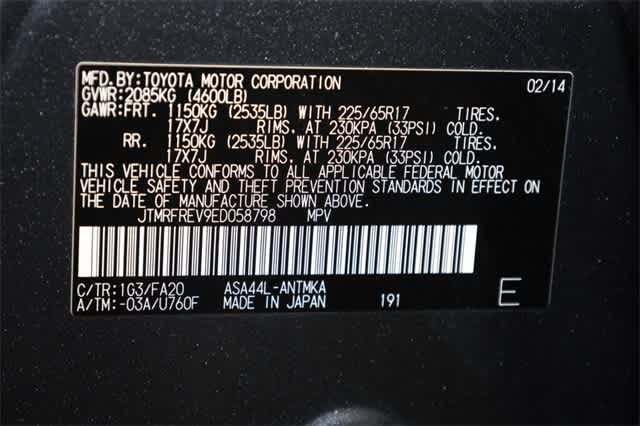 MFD.BY:TOYOTA MOTOR CORPORATION 02/14
GVWR:2085KG (4600LB)
GAWR:FRT. 1150KG (2535LB) WITH 225/65R17 TIRES.
17X7J RIMS. AT 230KPA (33PSI) COLD.
RR. 1150KG (2535LB) WITH 225/65R17 TIRES.
17X7J RIMS. AT 230KPA (33PSI) COLD.
THIS VEHICLE CONFORMS TO ALL APPLICABLE FEDERAL MOTOR
VEHICLE SAFETY AND THEFT PREVENTION STANDARDS IN EFFECT ON
THE DATE OF MANUFACTURE SHOWN ABOVE.
JTMRFREV9ED058798 MPV
C/TR:1G3/FA20 ASA44L-ANTMKA
A/TM:-03A/U760F MADE IN JAPAN 191 E